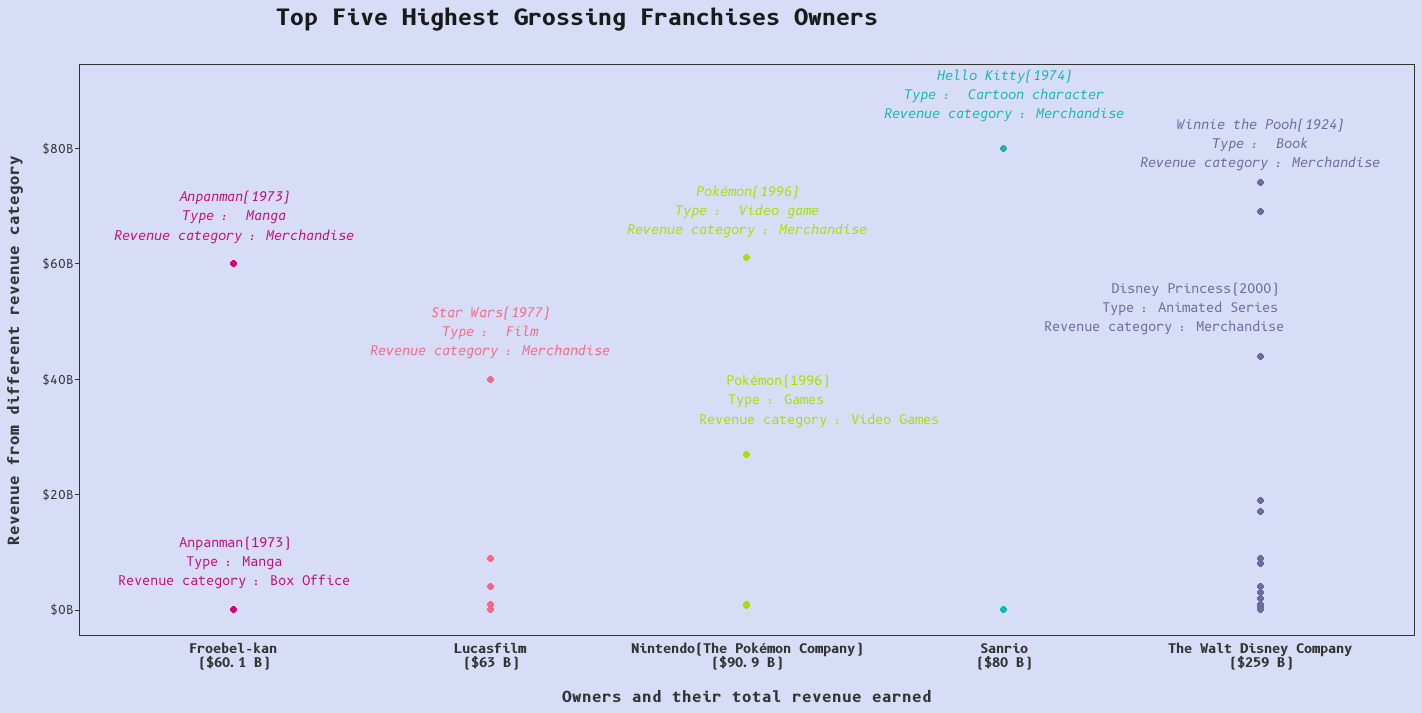 Top Five Highest Grossing Franchises Owners
Revenue from different revenue category
$80B
$60B
$40B
$20B
$0B
Anpanman[1973]
Type : Manga
Revenue category : Merchandise
Anpanman[1973]
Type : Manga
Revenue category : Box Office
Star Wars[1977]
Type : Film
Revenue category : Merchandise
Pokémon[1996]
Type : Video game
Revenue category : Merchandise
Pokémon[1996]
Type : Games
Revenue category : Video Games
Hello Kitty[1974]
Type : Cartoon character
Revenue category : Merchandise
Winnie the Pooh[1924]
Type : Book
Revenue category : Merchandise
Disney Princess[2000]
Type : Animated Series
Revenue category : Merchandise
Froebel-kan
[$60.1 B]
Lucasfilm
[$63 B]
Nintendo[The Pokémon Company]
[$90.9 B]
Sanrio
[$80 B]
The Walt Disney Company
[$259 B]
Owners and their total revenue earned